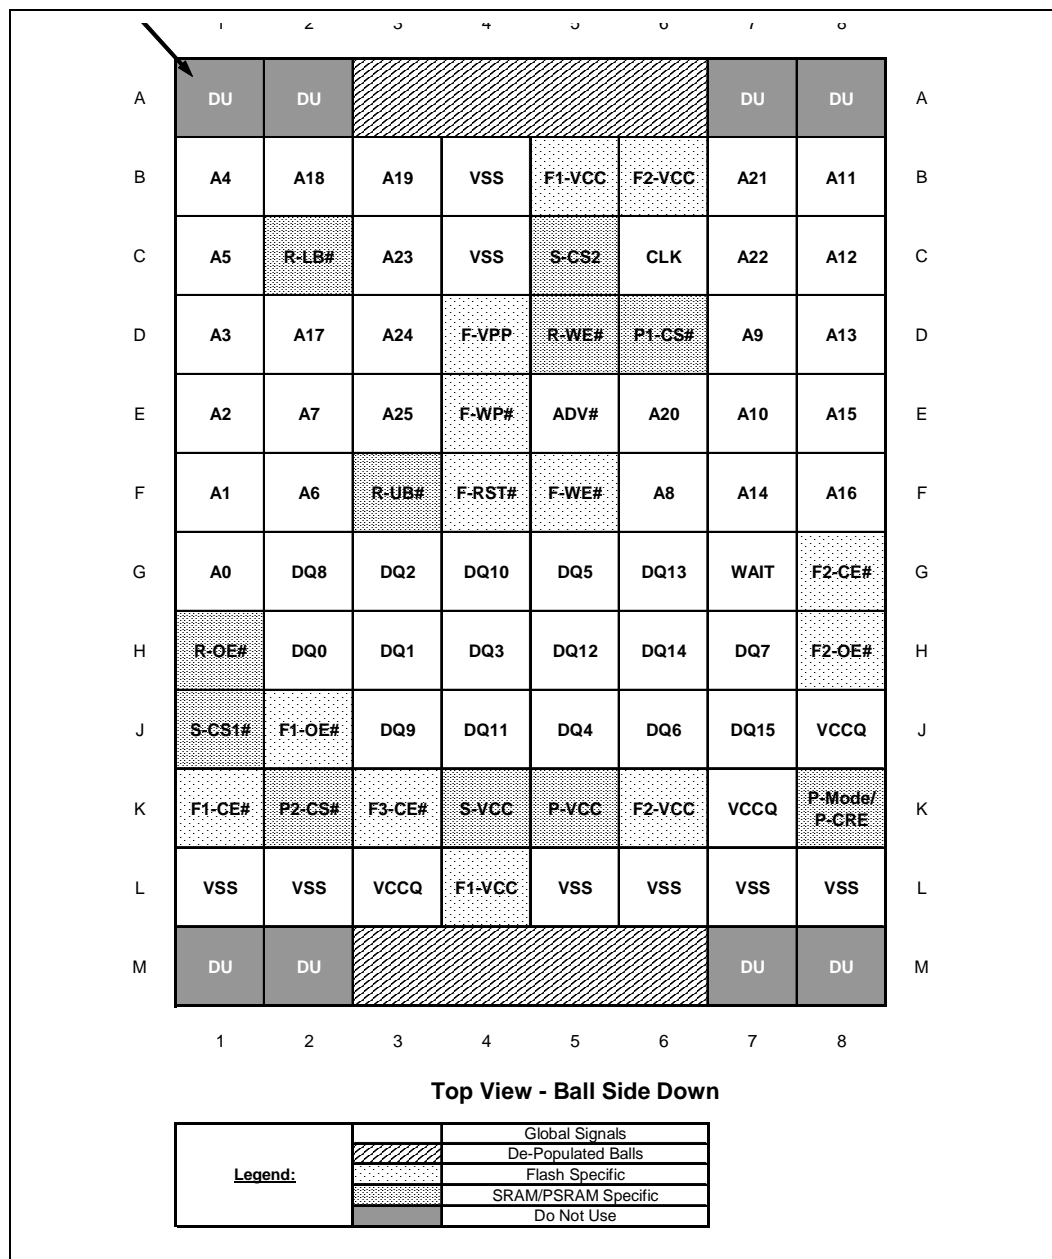 1 2 3 4 5 6 7 8
A DU DU DU DU A
B A4 A18 A19 VSS F1-VCC F2-VCC A21 A11 B
C A5 R-LB# A23 VSS S-CS2 CLK A22 A12 C
D A3 A17 A24 F-VPP R-WE# P1-CS# A9 A13 D
E A2 A7 A25 F-WP# ADV# A20 A10 A15 E
F A1 A6 R-UB# F-RST# F-WE# A8 A14 A16 F
G A0 DQ8 DQ2 DQ10 DQ5 DQ13 WAIT F2-CE# G
H R-OE# DQ0 DQ1 DQ3 DQ12 DQ14 DQ7 F2-OE# H
J S-CS1# F1-OE# DQ9 DQ11 DQ4 DQ6 DQ15 VCCQ J
K F1-CE# P2-CS# F3-CE# S-VCC P-VCC F2-VCC VCCQ P-Mode/ P-CRE K
L VSS VSS VCCQ F1-VCC VSS VSS VSS VSS L
M DU DU DU DU M
1 2 3 4 5 6 7 8
Top View - Ball Side Down
Legend:
Global Signals
De-Populated Balls
Flash Specific
SRAM/PSRAM Specific
Do Not Use